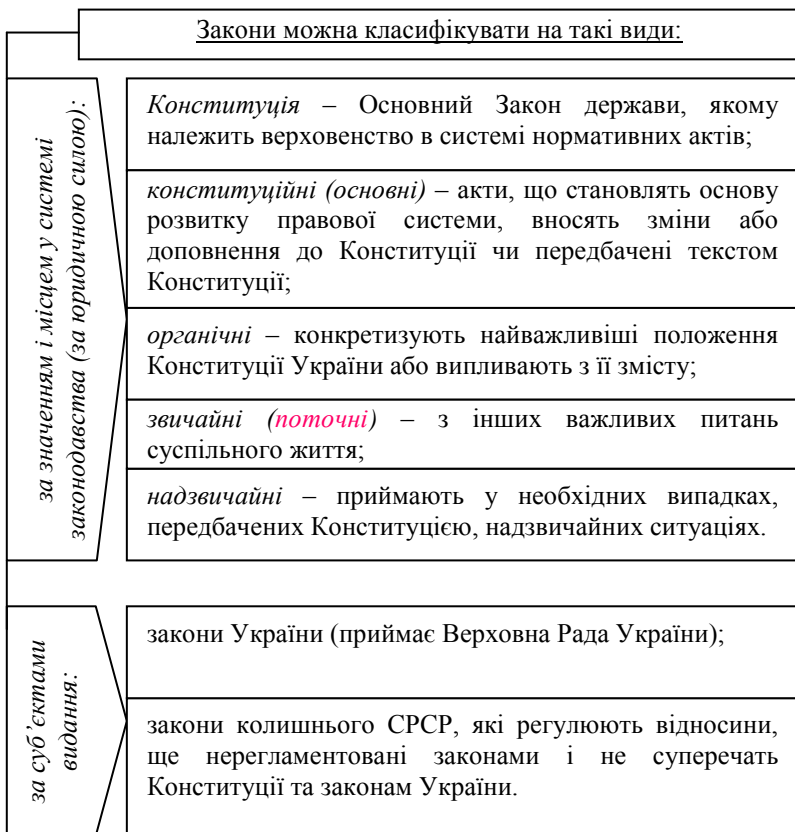 Закони можна класифікувати на такі види:
за значенням і місцем у системі
законодавства (за юридичною силою):
Конституція – Основний Закон держави, якому
належить верховенство в системі нормативних актів;
конституційні (основні) – акти, що становлять основу
розвитку правової системи, вносять зміни або
доповнення до Конституції чи передбачені текстом
Конституції;
органічні – конкретизують найважливіші положення
Конституції України або випливають з її змісту;
звичайні (поточні) – з інших важливих питань
суспільного життя;
надзвичайні – приймають у необхідних випадках,
передбачених Конституцією, надзвичайних ситуаціях.
за суб’єктами
видання:
закони України (приймає Верховна Рада України);
закони колишнього СРСР, які регулюють відносини,
ще нерегламентовані законами і не суперечать
Конституції та законам України.